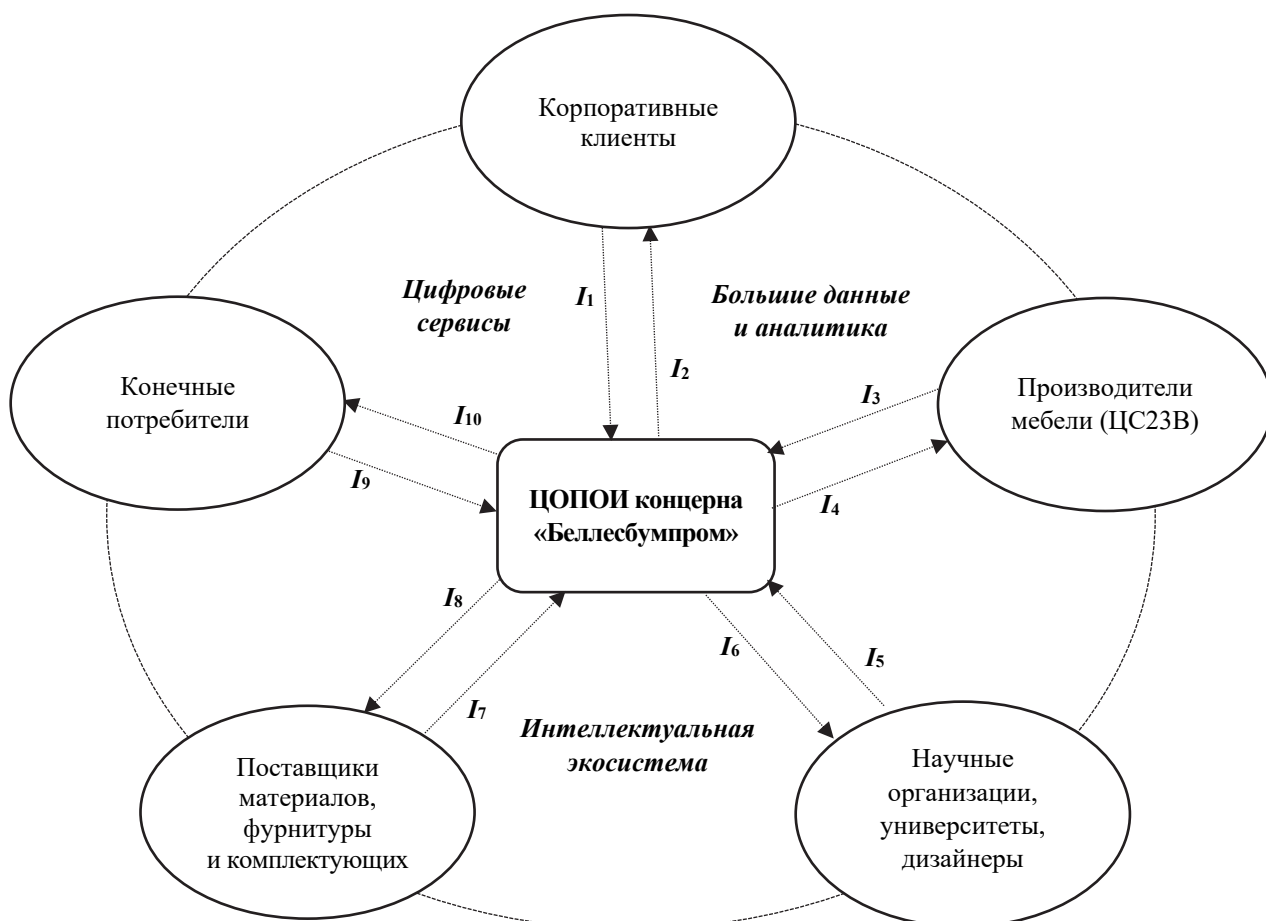 Корпоративные
клиенты
Цифровые
сервисы
I1
Большие данные
и аналитика
I2
Конечные
потребители
Производители
мебели (ЦС23В)
I10
I3
I9
ЦОПОИ концерна
«Беллесбумпром»
I4
I8
I6
I5
I7
Интеллектуальная
экосистема
Поставщики
материалов,
фурнитуры
и комплектующих
Научные
организации,
университеты,
дизайнеры